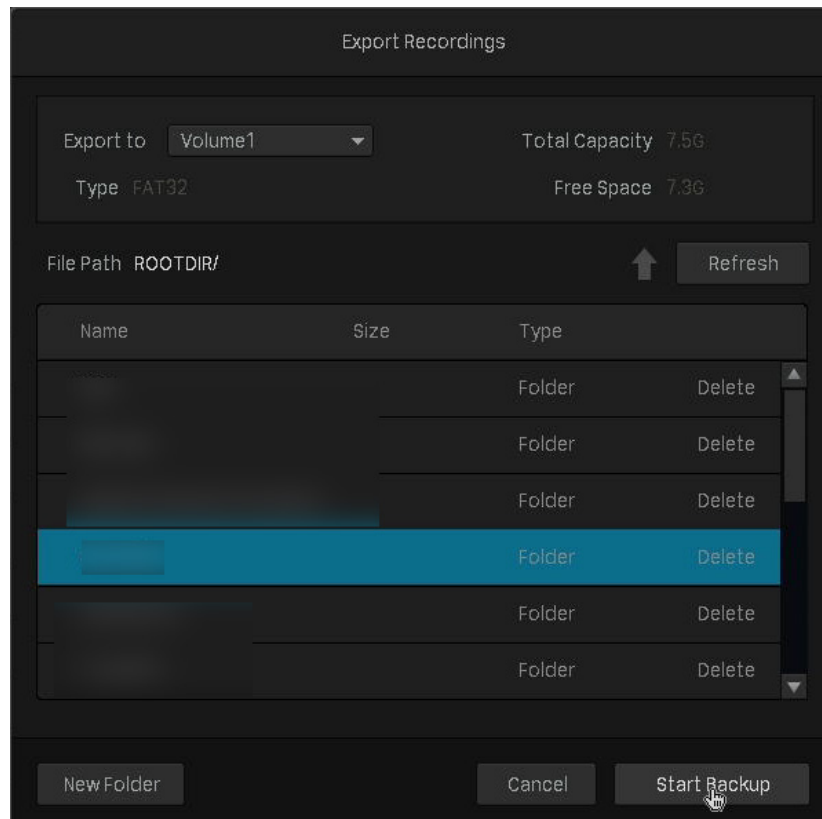 Export Recordings
Export to Volume1 Total Capacity 7.5G
Type FAT32 Free Space 7.3G
File Path ROOTDIR/ Refresh
Name Size Type
Folder Delete
Folder Delete
Folder Delete
Folder Delete
Folder Delete
Folder Delete
New Folder Cancel Start Backup